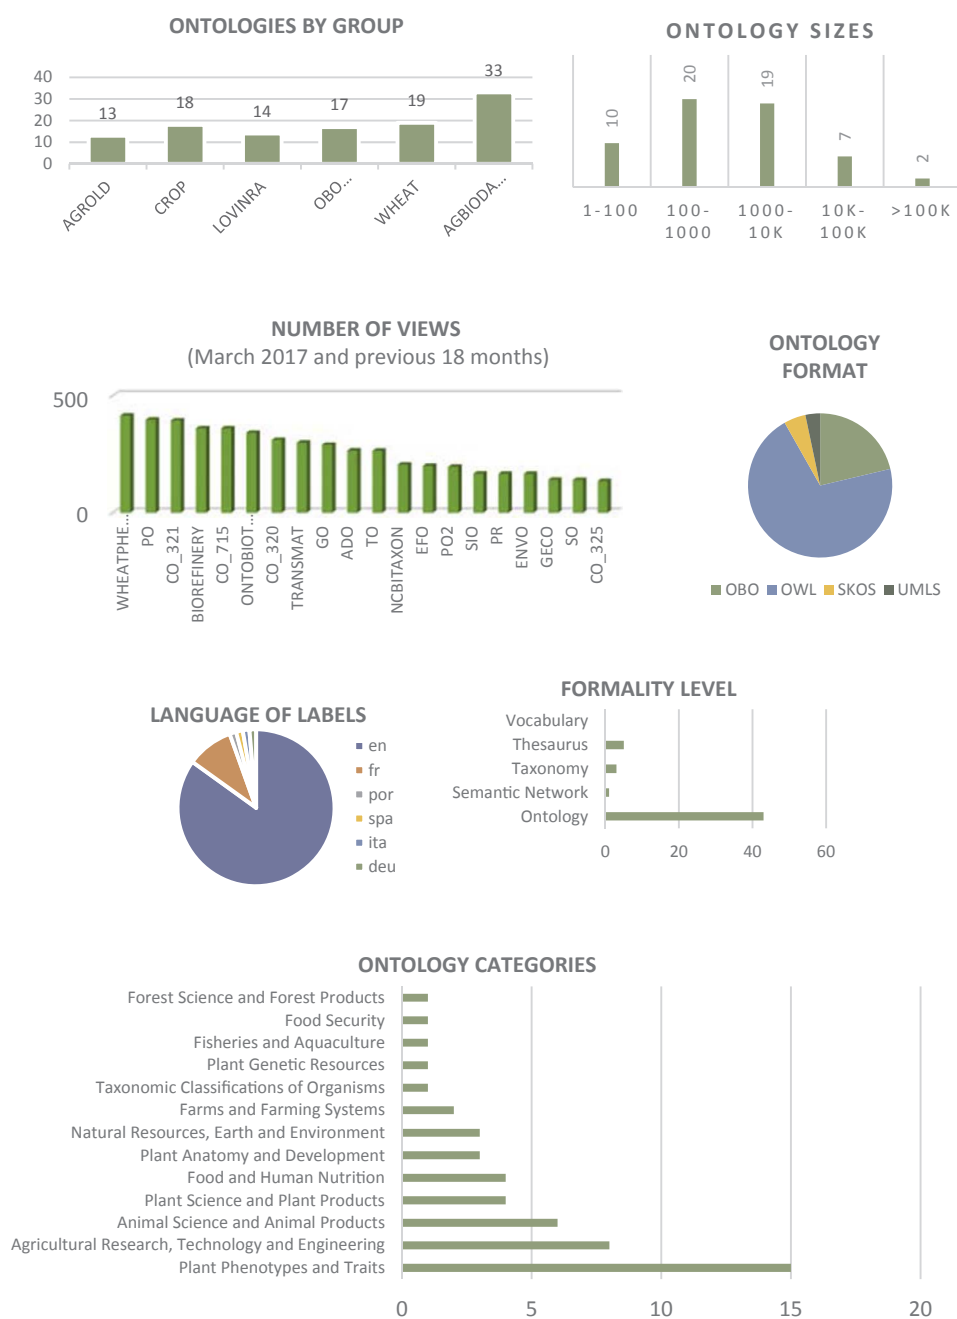 ONTOLOGIES BY GROUP
40
30
20
10
0
13
18
14
17
19
33
AGROLD
CROP
LOVINRA
OBO...
WHEAT
AGBIODA...
ONTOLOGY SIZES
10
20
19
7
2
1-100
100-
1000
1000-
10K
10K-
100K
>100K
NUMBER OF VIEWS
(March 2017 and previous 18 months)
500
0
WHEATPHE...
PO
CO_321
BIOREFINERY
CO_715
ONTOBIOT...
CO_320
TRANSMAT
GO
ADO
TO
NCBITAXON
EFO
PO2
SIO
PR
ENVO
GECO
SO
CO_325
ONTOLOGY
FORMAT
OBO OWL SKOS UMLS
LANGUAGE OF LABELS
en
fr
por
spa
ita
deu
FORMALITY LEVEL
Vocabulary
Thesaurus
Taxonomy
Semantic Network
Ontology
0 20 40 60
ONTOLOGY CATEGORIES
Forest Science and Forest Products
Food Security
Fisheries and Aquaculture
Plant Genetic Resources
Taxonomic Classifications of Organisms
Farms and Farming Systems
Natural Resources, Earth and Environment
Plant Anatomy and Development
Food and Human Nutrition
Plant Science and Plant Products
Animal Science and Animal Products
Agricultural Research, Technology and Engineering
Plant Phenotypes and Traits
0 5 10 15 20